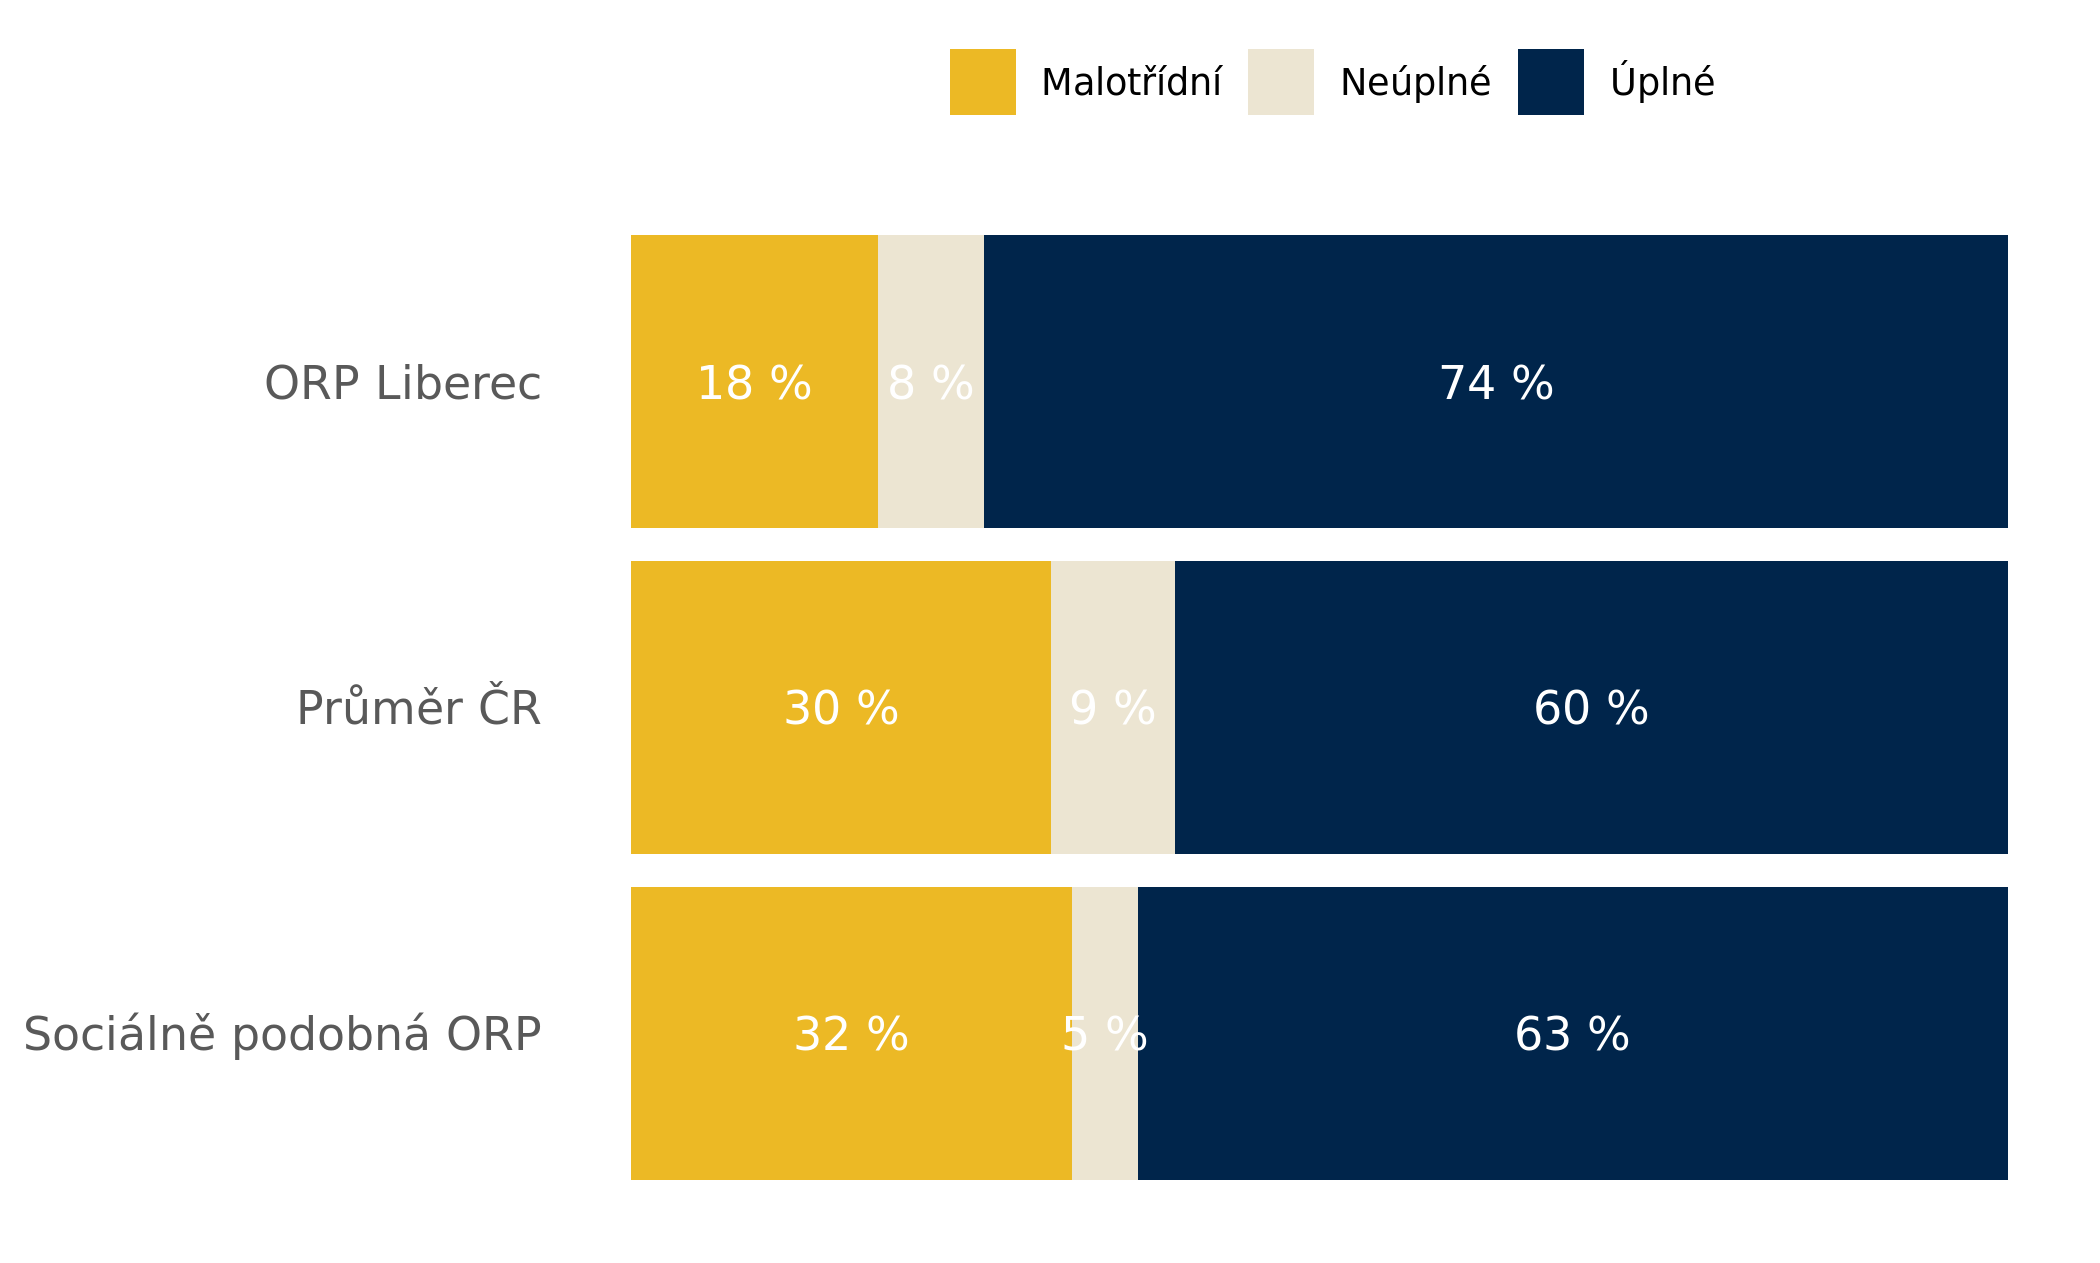 Malotřídní Neúplné Úplné
ORP Liberec 18 % 8 % 74 %
Průměr ČR 30 % 9 % 60 %
Sociálně podobná ORP 32 % 5 % 63 %